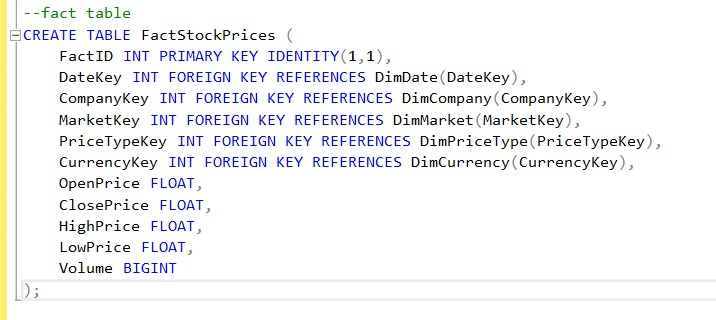 --fact table
CREATE TABLE FactStockPrices (
FactID INT PRIMARY KEY IDENTITY(1,1),
DateKey INT FOREIGN KEY REFERENCES DimDate(DateKey),
CompanyKey INT FOREIGN KEY REFERENCES DimCompany(CompanyKey),
MarketKey INT FOREIGN KEY REFERENCES DimMarket(MarketKey),
PriceTypeKey INT FOREIGN KEY REFERENCES DimPriceType(PriceTypeKey),
CurrencyKey INT FOREIGN KEY REFERENCES DimCurrency(CurrencyKey),
OpenPrice FLOAT,
ClosePrice FLOAT,
HighPrice FLOAT,
LowPrice FLOAT,
Volume BIGINT
);